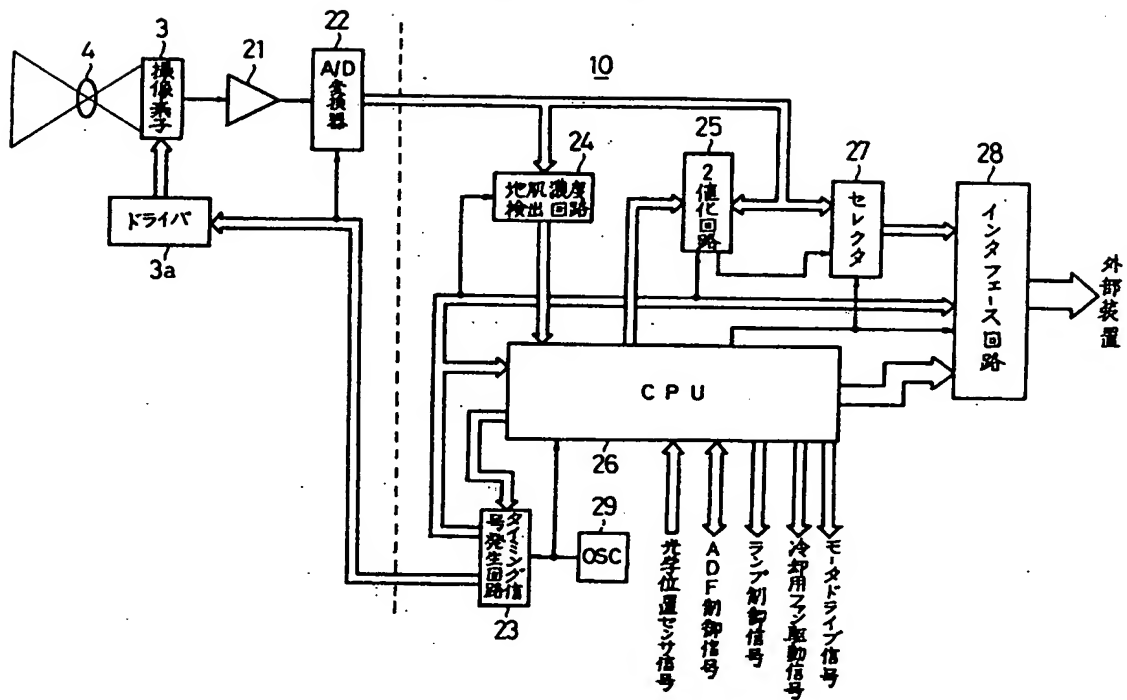 3
4
撮像素子
21
22
A/D変換器
ドライバ
3a
10
24
地肌濃度
検出回路
25
2値化回路
27
セレクタ
28
インタフェース回路
外部装置
CPU
26
タイミング信
号発生回路
23
29
OSC
光学位置センサ信号
ADF制御信号
ランプ制御信号
冷却用ファン駆動信号
モータドライブ信号